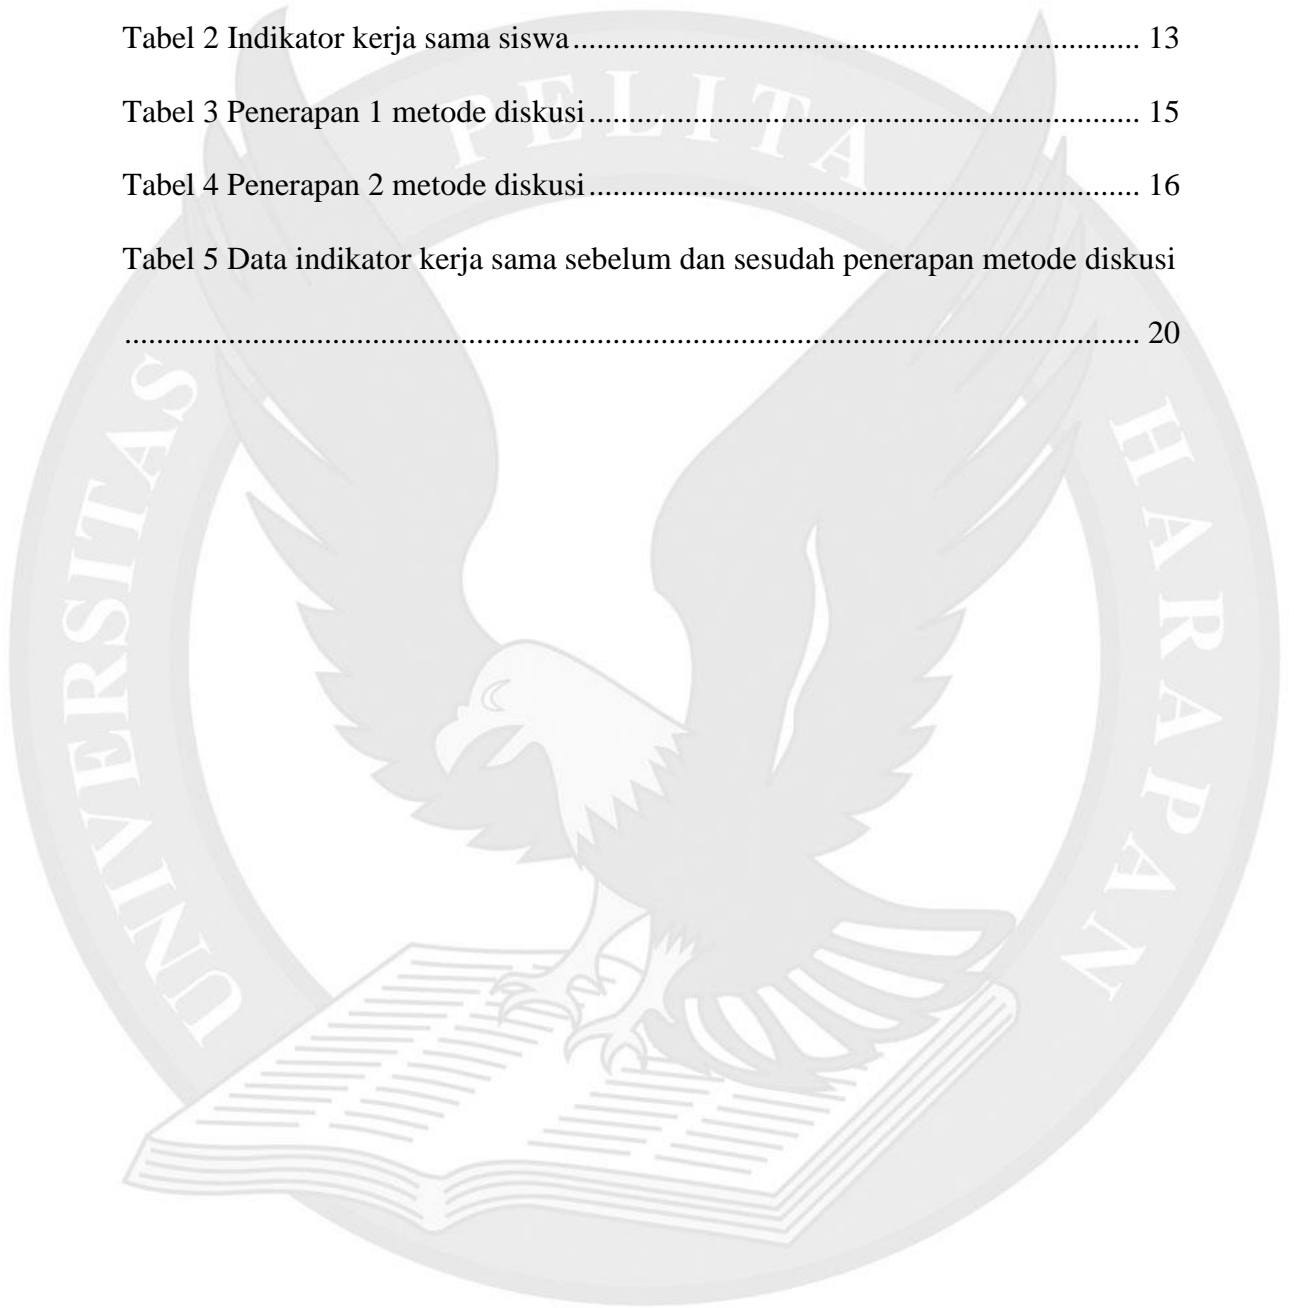 Tabel 2 Indikator kerja sama siswa........................................................................ 13
Tabel 3 Penerapan 1 metode diskusi...................................................................... 15
Tabel 4 Penerapan 2 metode diskusi...................................................................... 16
Tabel 5 Data indikator kerja sama sebelum dan sesudah penerapan metode diskusi
.................................................................................................................................. 20
UNIVERSITAS
PELITA
HARAPAN